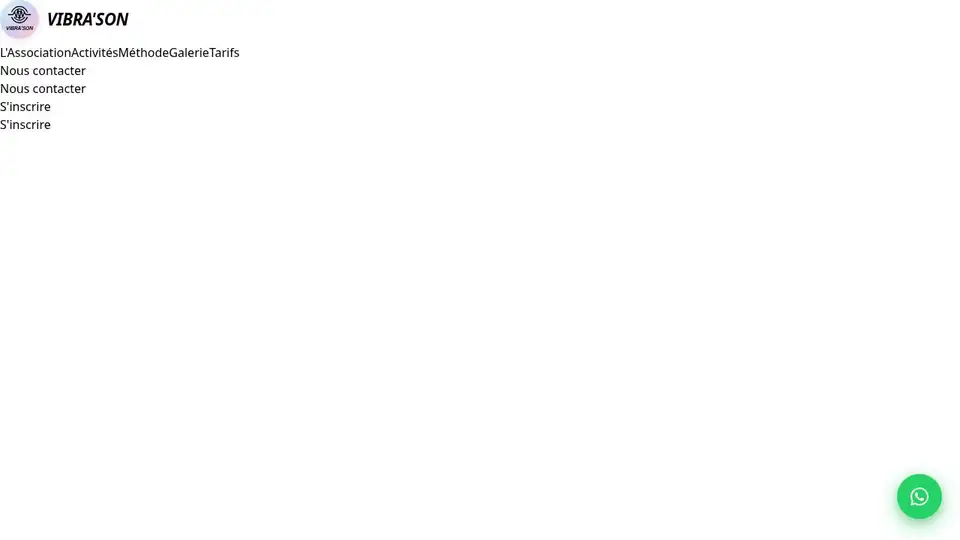 VIBRA'SON
VIBRA'SON
L'AssociationActivitésMéthodeGalerieTarifs
Nous contacter
Nous contacter
S'inscrire
S'inscrire